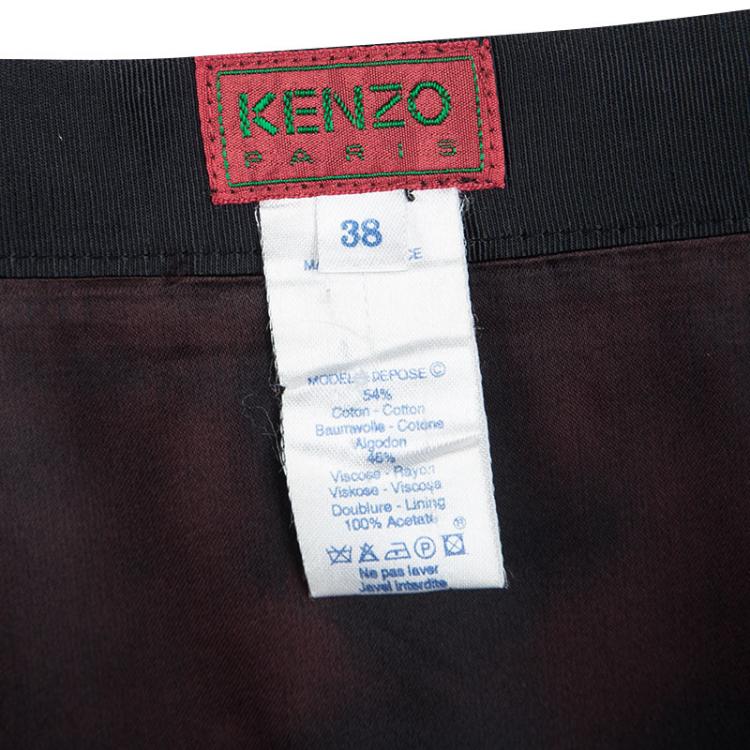 KENZO
PARIS
38
MODEL DEPOSE ©
54%
Coton - Cotton
Baumwolle - Cotone
Algodon
46%
Viscose - Rayon
Viskose - Viscosa
Doublure - Lining
100% Acetate
Ne pas laver
Javel interdite